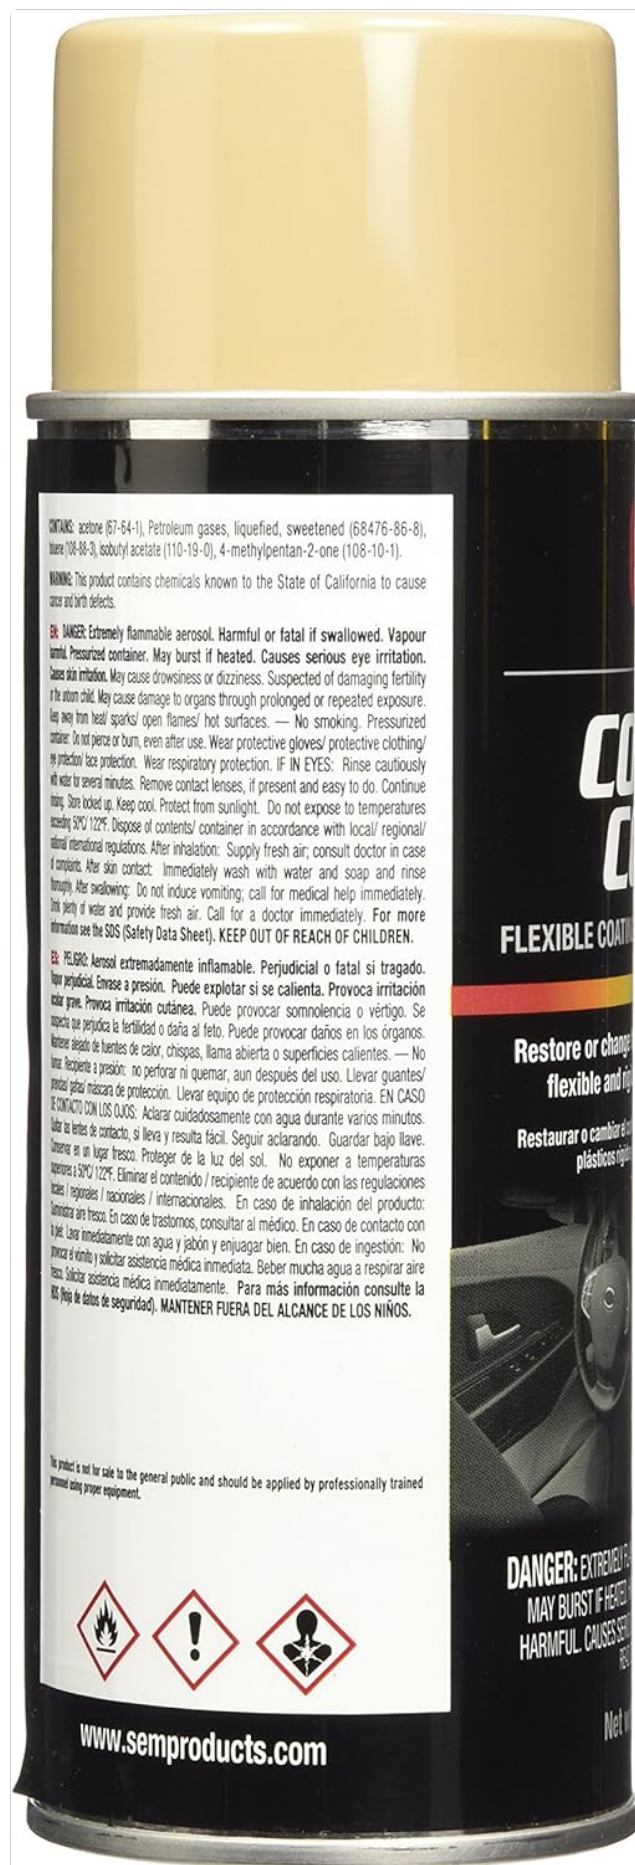 CONTAINS: acetone (67-64-1), Petroleum gases, liquefied, sweetened (68476-86-8),
toluene (108-88-3), isobutyl acetate (110-19-0), 4-methylpentan-2-one (108-10-1).
WARNING: This product contains chemicals known to the State of California to cause
cancer and birth defects.
EN: DANGER: Extremely flammable aerosol. Harmful or fatal if swallowed. Vapour
harmful. Pressurized container. May burst if heated. Causes serious eye irritation.
Causes skin irritation. May cause drowsiness or dizziness. Suspected of damaging fertility
or the unborn child. May cause damage to organs through prolonged or repeated exposure.
Keep away from heat/ sparks/ open flames/ hot surfaces. — No smoking. Pressurized
container: Do not pierce or burn, even after use. Wear protective gloves/ protective clothing/
eye protection/ face protection. Wear respiratory protection. IF IN EYES: Rinse cautiously
with water for several minutes. Remove contact lenses, if present and easy to do. Continue
rinsing. Store locked up. Keep cool. Protect from sunlight. Do not expose to temperatures
exceeding 50°C/ 122°F. Dispose of contents/ container in accordance with local/ regional/
national/ international regulations. After inhalation: Supply fresh air; consult doctor in case
of complaints. After skin contact: Immediately wash with water and soap and rinse
thoroughly. After swallowing: Do not induce vomiting; call for medical help immediately.
Drink plenty of water and provide fresh air. Call for a doctor immediately. For more
information see the SDS (Safety Data Sheet). KEEP OUT OF REACH OF CHILDREN.
ES: PELIGRO: Aerosol extremadamente inflamable. Perjudicial o fatal si tragado.
Vapor perjudicial. Envase a presión. Puede explotar si se calienta. Provoca irritación
ocular grave. Provoca irritación cutánea. Puede provocar somnolencia o vértigo. Se
sospecha que perjudica la fertilidad o daña al feto. Puede provocar daños en los órganos.
Mantener alejado de fuentes de calor, chispas, llama abierta o superficies calientes. — No
fumar. Recipiente a presión: no perforar ni quemar, aun después del uso. Llevar guantes/
prendas/ gafas/ máscara de protección. Llevar equipo de protección respiratoria. EN CASO
DE CONTACTO CON LOS OJOS: Aclarar cuidadosamente con agua durante varios minutos.
Quitar las lentes de contacto, si lleva y resulta fácil. Seguir aclarando. Guardar bajo llave.
Conservar en un lugar fresco. Proteger de la luz del sol. No exponer a temperaturas
superiores a 50°C/ 122°F. Eliminar el contenido / recipiente de acuerdo con las regulaciones
locales / regionales / nacionales / internacionales. En caso de inhalación del producto:
Suministrar aire fresco. En caso de trastornos, consultar al médico. En caso de contacto con
la piel: Lavar inmediatamente con agua y jabón y enjuagar bien. En caso de ingestión: No
provocar el vómito y solicitar asistencia médica inmediata. Beber mucha agua a respirar aire
fresco. Solicitar asistencia médica inmediatamente. Para más información consulte la
HDS (Hoja de datos de seguridad). MANTENER FUERA DEL ALCANCE DE LOS NIÑOS.
This product is not for sale to the general public and should be applied by professionally trained
personnel using proper equipment.
www.semproducts.com
CO
CO
FLEXIBLE COATIN
Restore or change
flexible and rig
Restaurar o cambiar el co
plásticos rígid
DANGER: EXTREMELY FL
MAY BURST IF HEATED.
HARMFUL. CAUSES SER
Net w